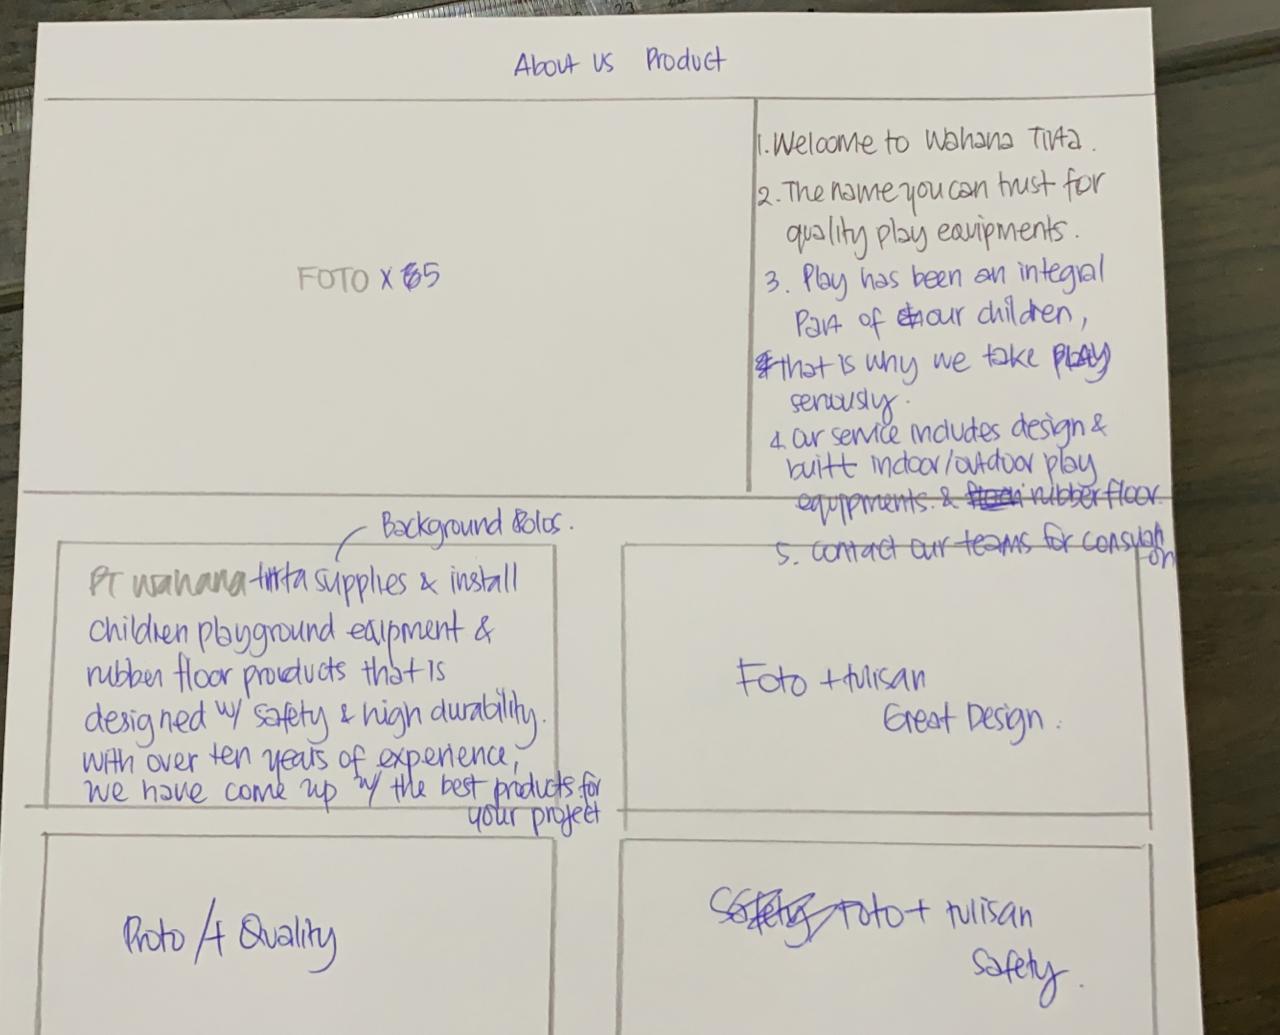 23
About us Product
1. Welcome to Wahana Tirta.
2. The name you can trust for
quality play equipments.
FOTO x 5
3. Play has been an integral
Part of our children,
that is why we take play
seriously.
4. Our service includes design &
built indoor/outdoor play
equipments. & rubber floor.
5. contact our teams for consultation
Background
PT wahana tirta supplies & install
children playground equipment &
rubber floor products that is
designed w/ safety & high durability.
with over ten years of experience,
we have come up w/ the best products for
your project
Foto + tulisan
Great Design.
Photo / + Quality
Safety Foto + tulisan
Safety.